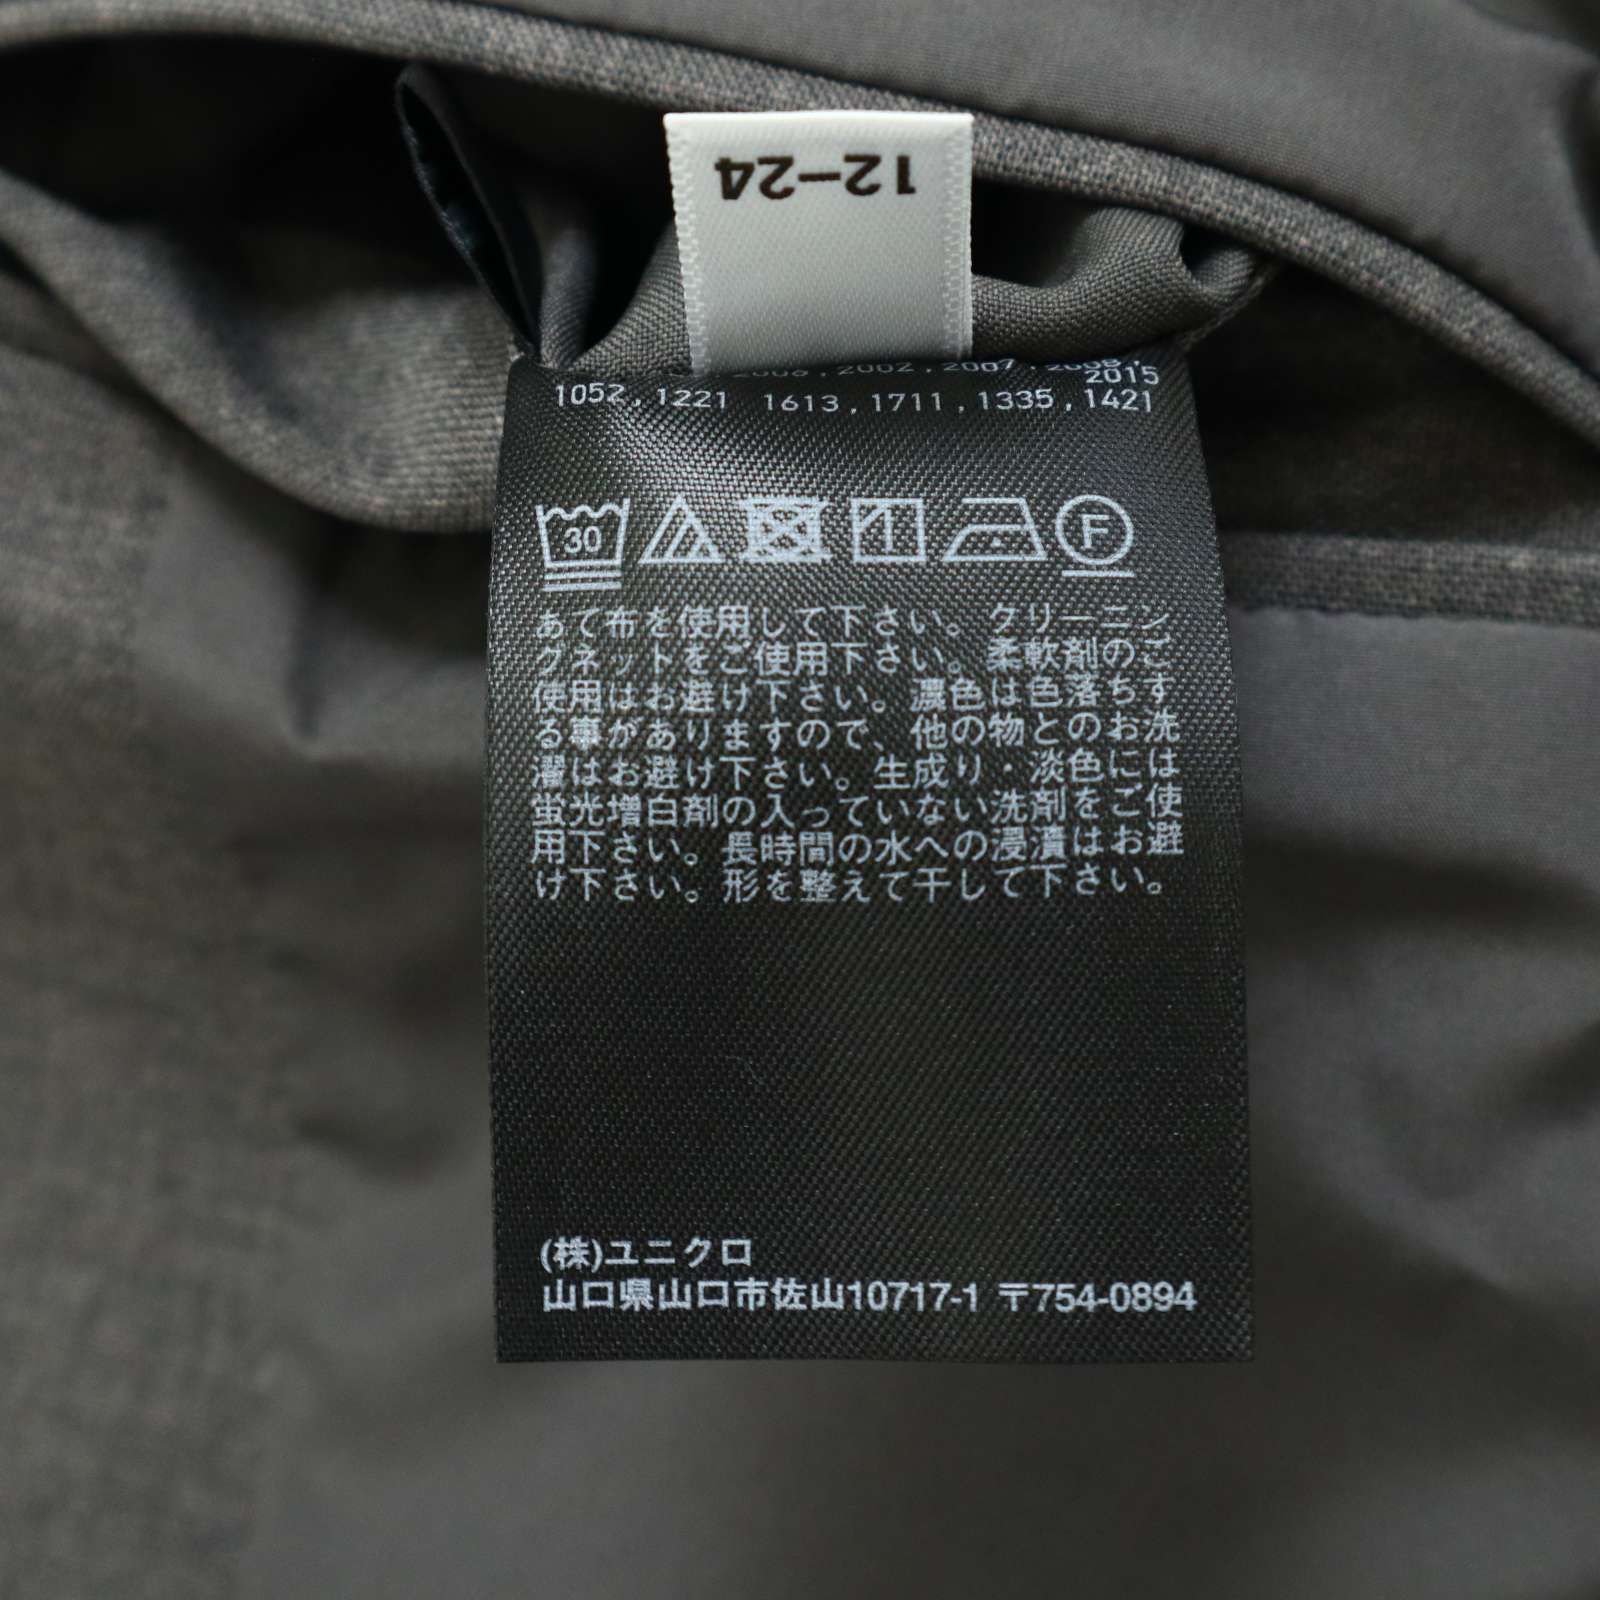 12-24
2002,2007,
2015
1052,1221 1613,1711,1335,1421
30
F
あて布を使用して下さい。クリーニン
グネットをご使用下さい。柔軟剤のご
使用はお避け下さい。濃色は色落ちす
る事がありますので、他の物とのお洗
濯はお避け下さい。生成り・淡色には
蛍光増白剤の入っていない洗剤をご使
用下さい。長時間の水への浸漬はお避
け下さい。形を整えて干して下さい。
(株)ユニクロ
山口県山口市佐山10717-1 〒754-0894